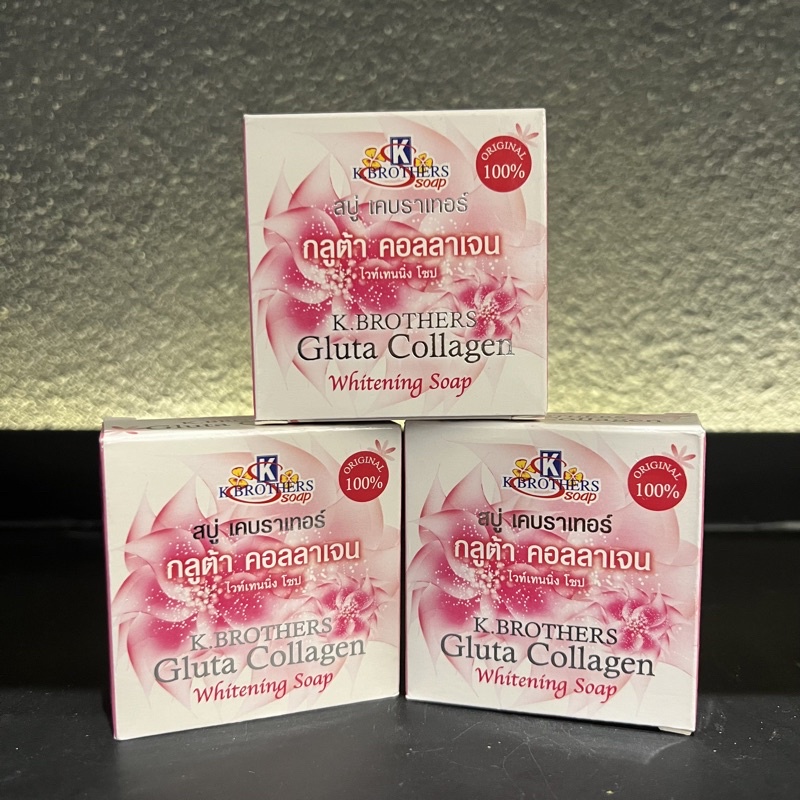 K
K.BROTHERS
soap
ORIGINAL
100%
สบู่ เคบราเทอร์
กลูต้า คอลลาเจน
ไวท์เทนนิ่ง โซป
K.BROTHERS
Gluta Collagen
Whitening Soap
Gluta Collagen
K
K.BROTHERS
soap
ORIGINAL
100%
สบู่ เคบราเทอร์
กลูต้า คอลลาเจน
ไวท์เทนนิ่ง โซป
K.BROTHERS
Gluta Collagen
Whitening Soap
Collagen
K
K.BROTHERS
soap
ORIGINAL
100%
สบู่ เคบราเทอร์
กลูต้า คอลลาเจน
ไวท์เทนนิ่ง โซป
K.BROTHERS
Gluta Collagen
Whitening Soap